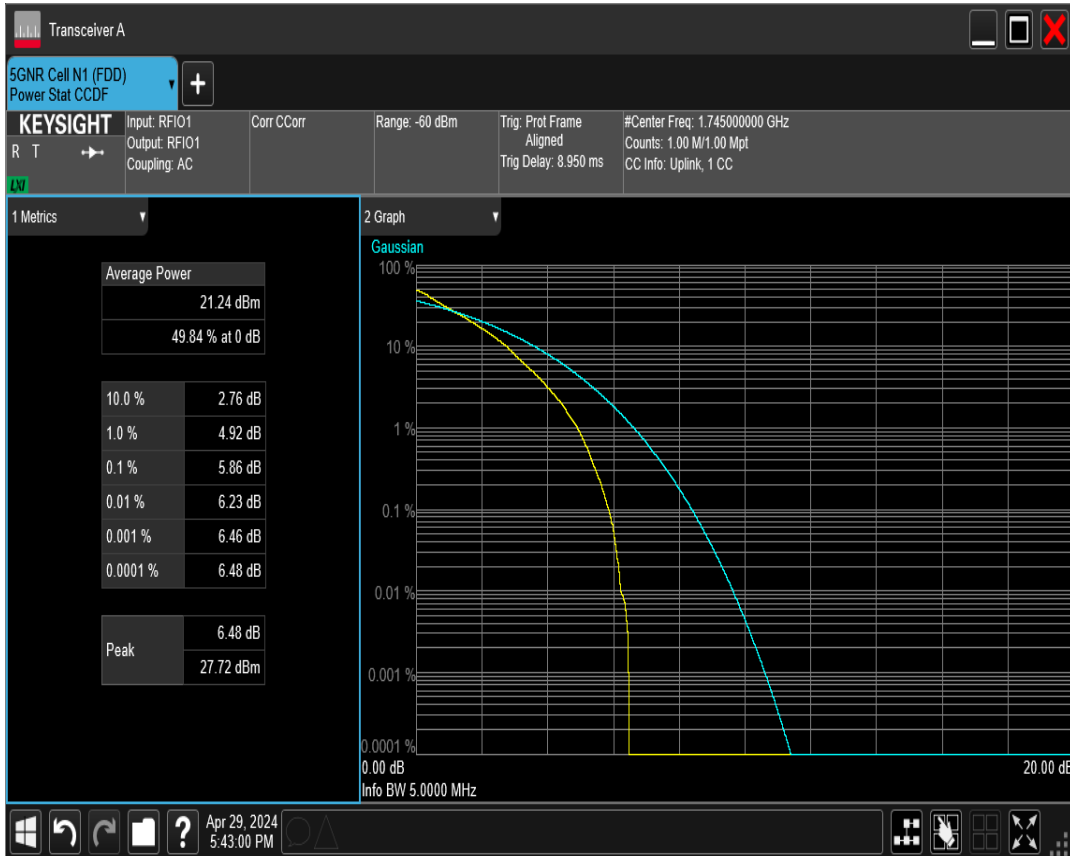 Transceiver A
5GNR Cell N1 (FDD)
Power Stat CCDF
+
KEYSIGHT
R T
LXI
Input: RFIO1
Output: RFIO1
Coupling: AC
Corr CCorr
Range: -60 dBm
Trig: Prot Frame
Aligned
Trig Delay: 8.950 ms
#Center Freq: 1.745000000 GHz
Counts: 1.00 M/1.00 Mpt
CC Info: Uplink, 1 CC
1 Metrics
Average Power
21.24 dBm
49.84 % at 0 dB
10.0 % 2.76 dB
1.0 % 4.92 dB
0.1 % 5.86 dB
0.01 % 6.23 dB
0.001 % 6.46 dB
0.0001 % 6.48 dB
Peak
6.48 dB
27.72 dBm
2 Graph
Gaussian
100 %
10 %
1 %
0.1 %
0.01 %
0.001 %
0.0001 %
0.00 dB 20.00 dB
Info BW 5.0000 MHz
?
Apr 29, 2024
5:43:00 PM